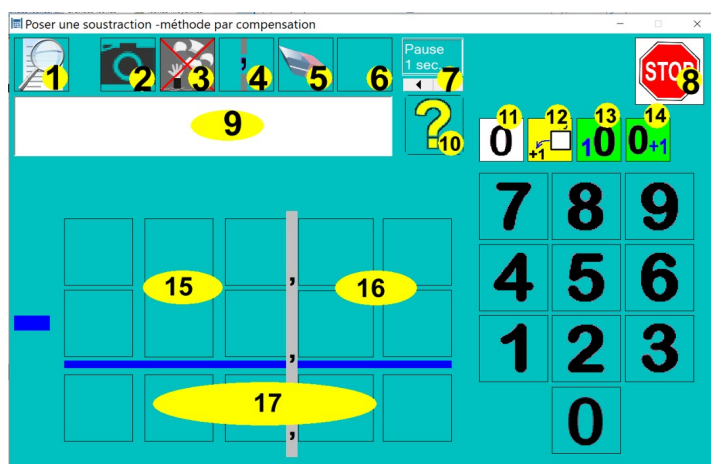 Poser une soustraction -méthode par compensation
1 2 3 , 4 5 6
Pause
1 sec.
7
STOP
8
9
?
10
11 12 13 14
0 +1 10 0+1
7 8 9
15 , 16
4 5 6
1 2 3
,
17
0
,